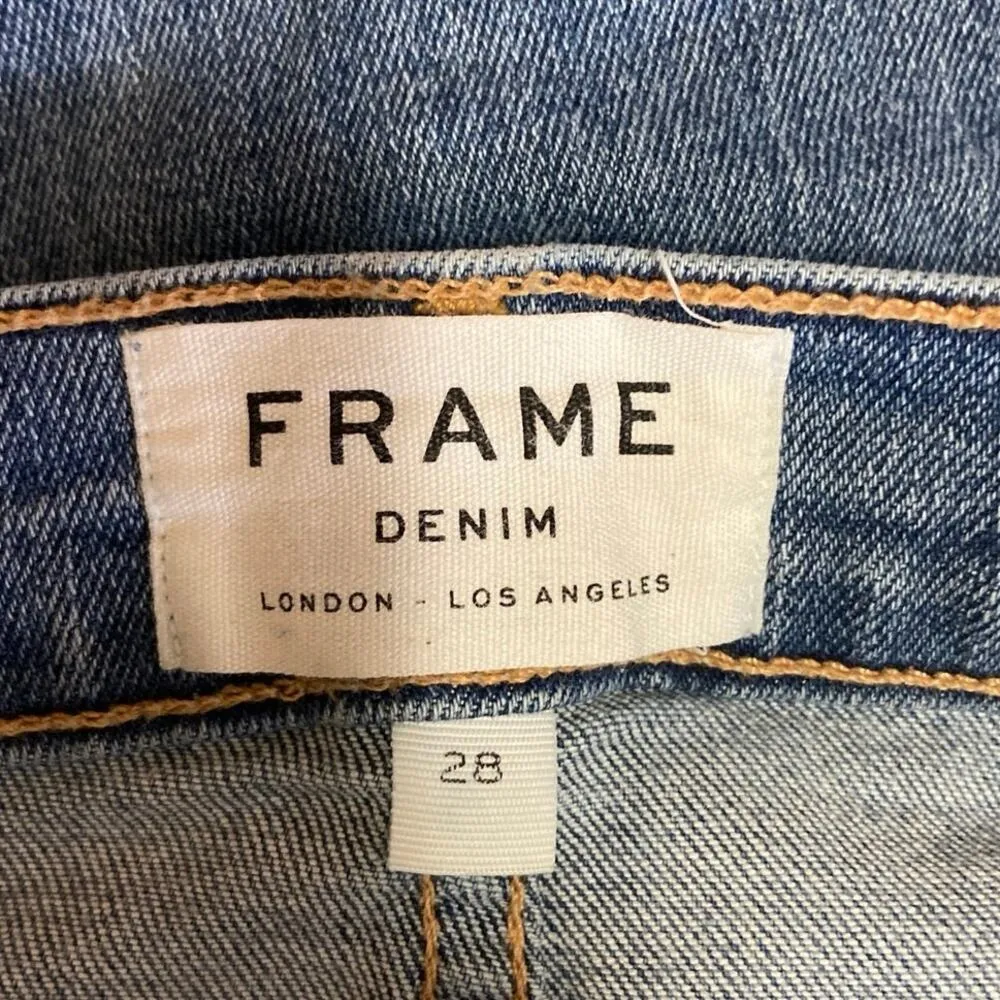 FRAME
DENIM
LONDON - LOS ANGELES
28